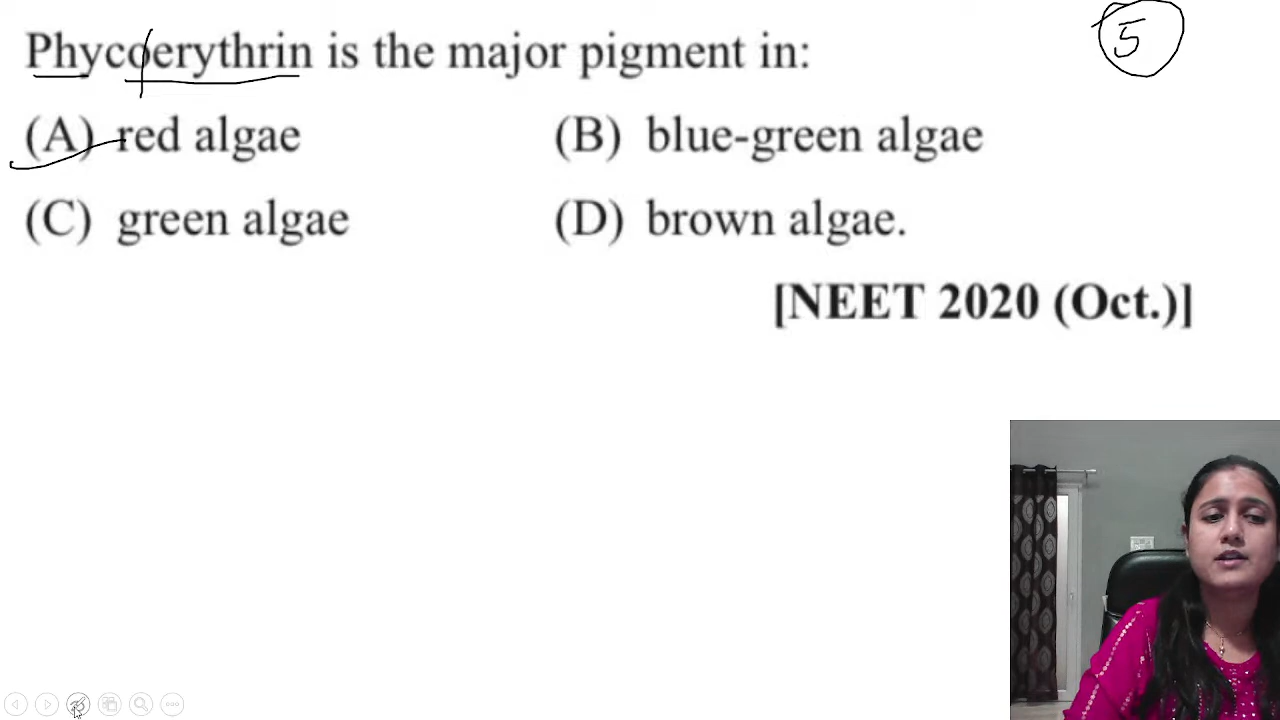 Phycoerythrin is the major pigment in:
5
(A) red algae
(B) blue-green algae
(C) green algae
(D) brown algae.
[NEET 2020 (Oct.)]